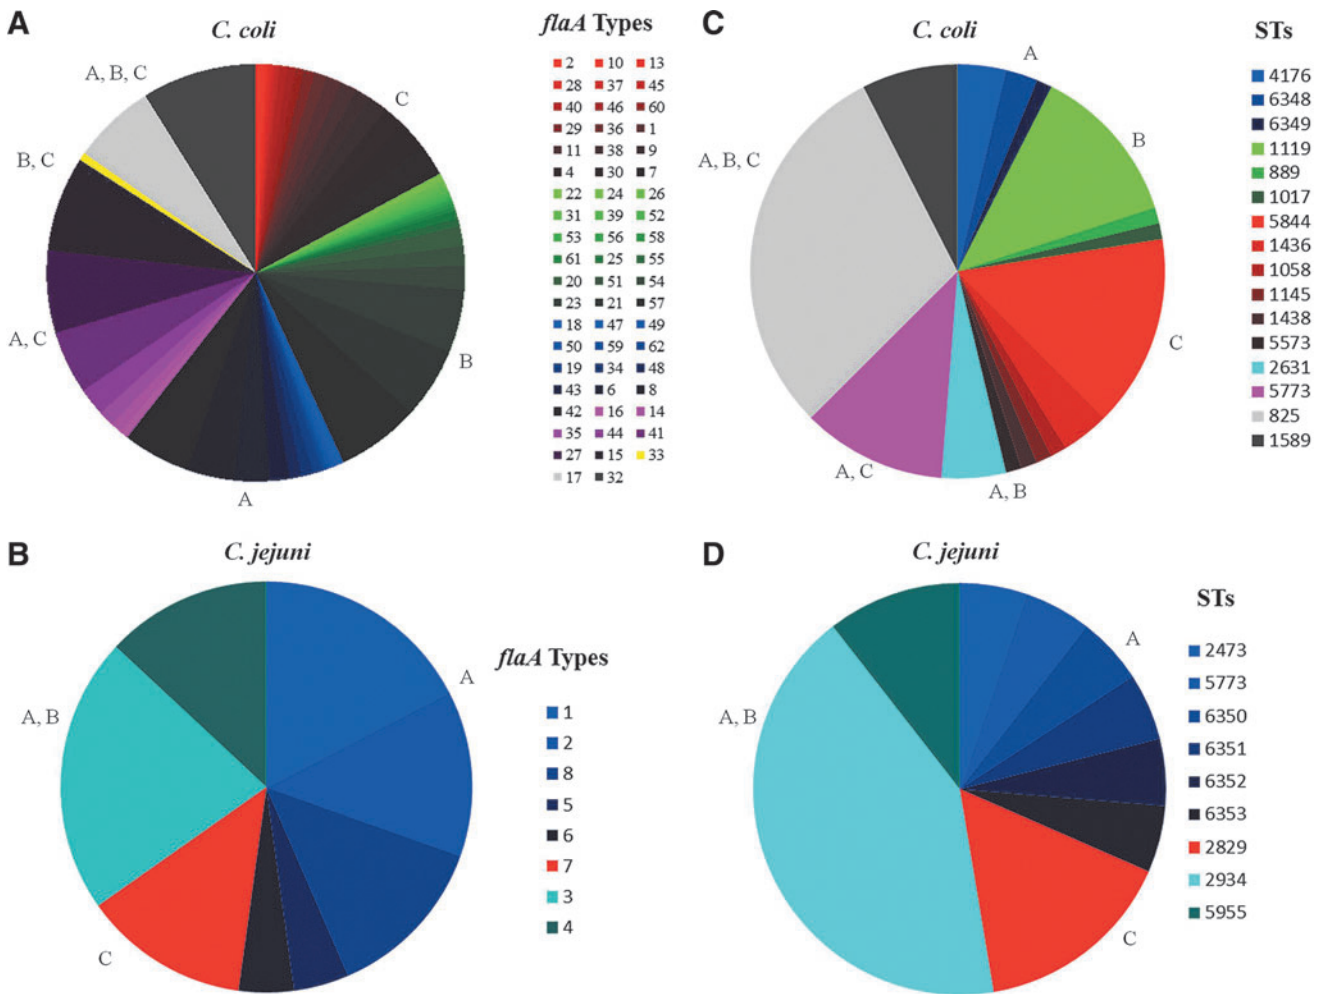 A
C. coli
flaA Types
A, B, C
C
B, C
A, C
B
A
2 10 13
28 37 45
40 46 60
29 36 1
11 38 9
4 30 7
22 24 26
31 39 52
53 56 58
61 25 55
20 51 54
23 21 57
18 47 49
50 59 62
19 34 48
43 6 8
42 16 14
35 44 41
27 15 33
17 32
C
C. coli
STs
A
B
A, B, C
C
A, C
A, B
4176
6348
6349
1119
889
1017
5844
1436
1058
1145
1438
5573
2631
5773
825
1589
B
C. jejuni
flaA Types
A
A, B
C
1
2
8
5
6
7
3
4
D
C. jejuni
STs
A
A, B
C
2473
5773
6350
6351
6352
6353
2829
2934
5955